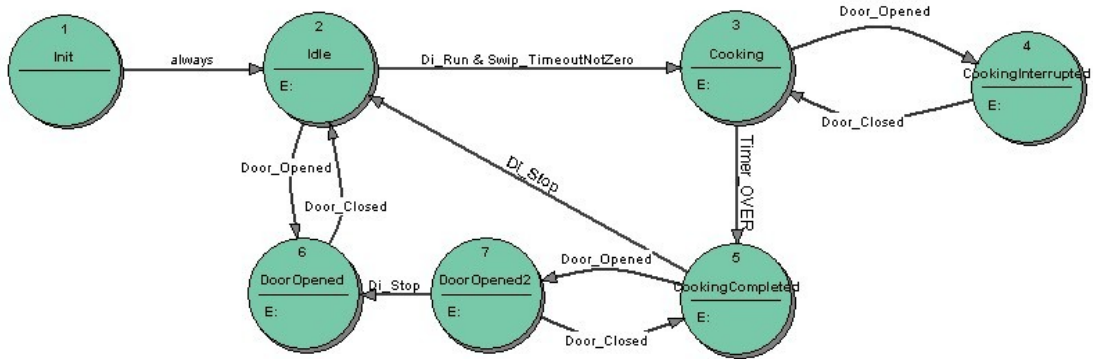 1
Init
always
2
Idle
E:
Di_Run & Swip_TimeoutNotZero
3
Cooking
E:
Door_Opened
4
CookingInterrupted
E:
Door_Closed
Timer_OVER
Di_Stop
Door_Opened
Door_Closed
6
DoorOpened
E:
Di_Stop
7
DoorOpened2
E:
Door_Opened
Door_Closed
5
CookingCompleted
E: